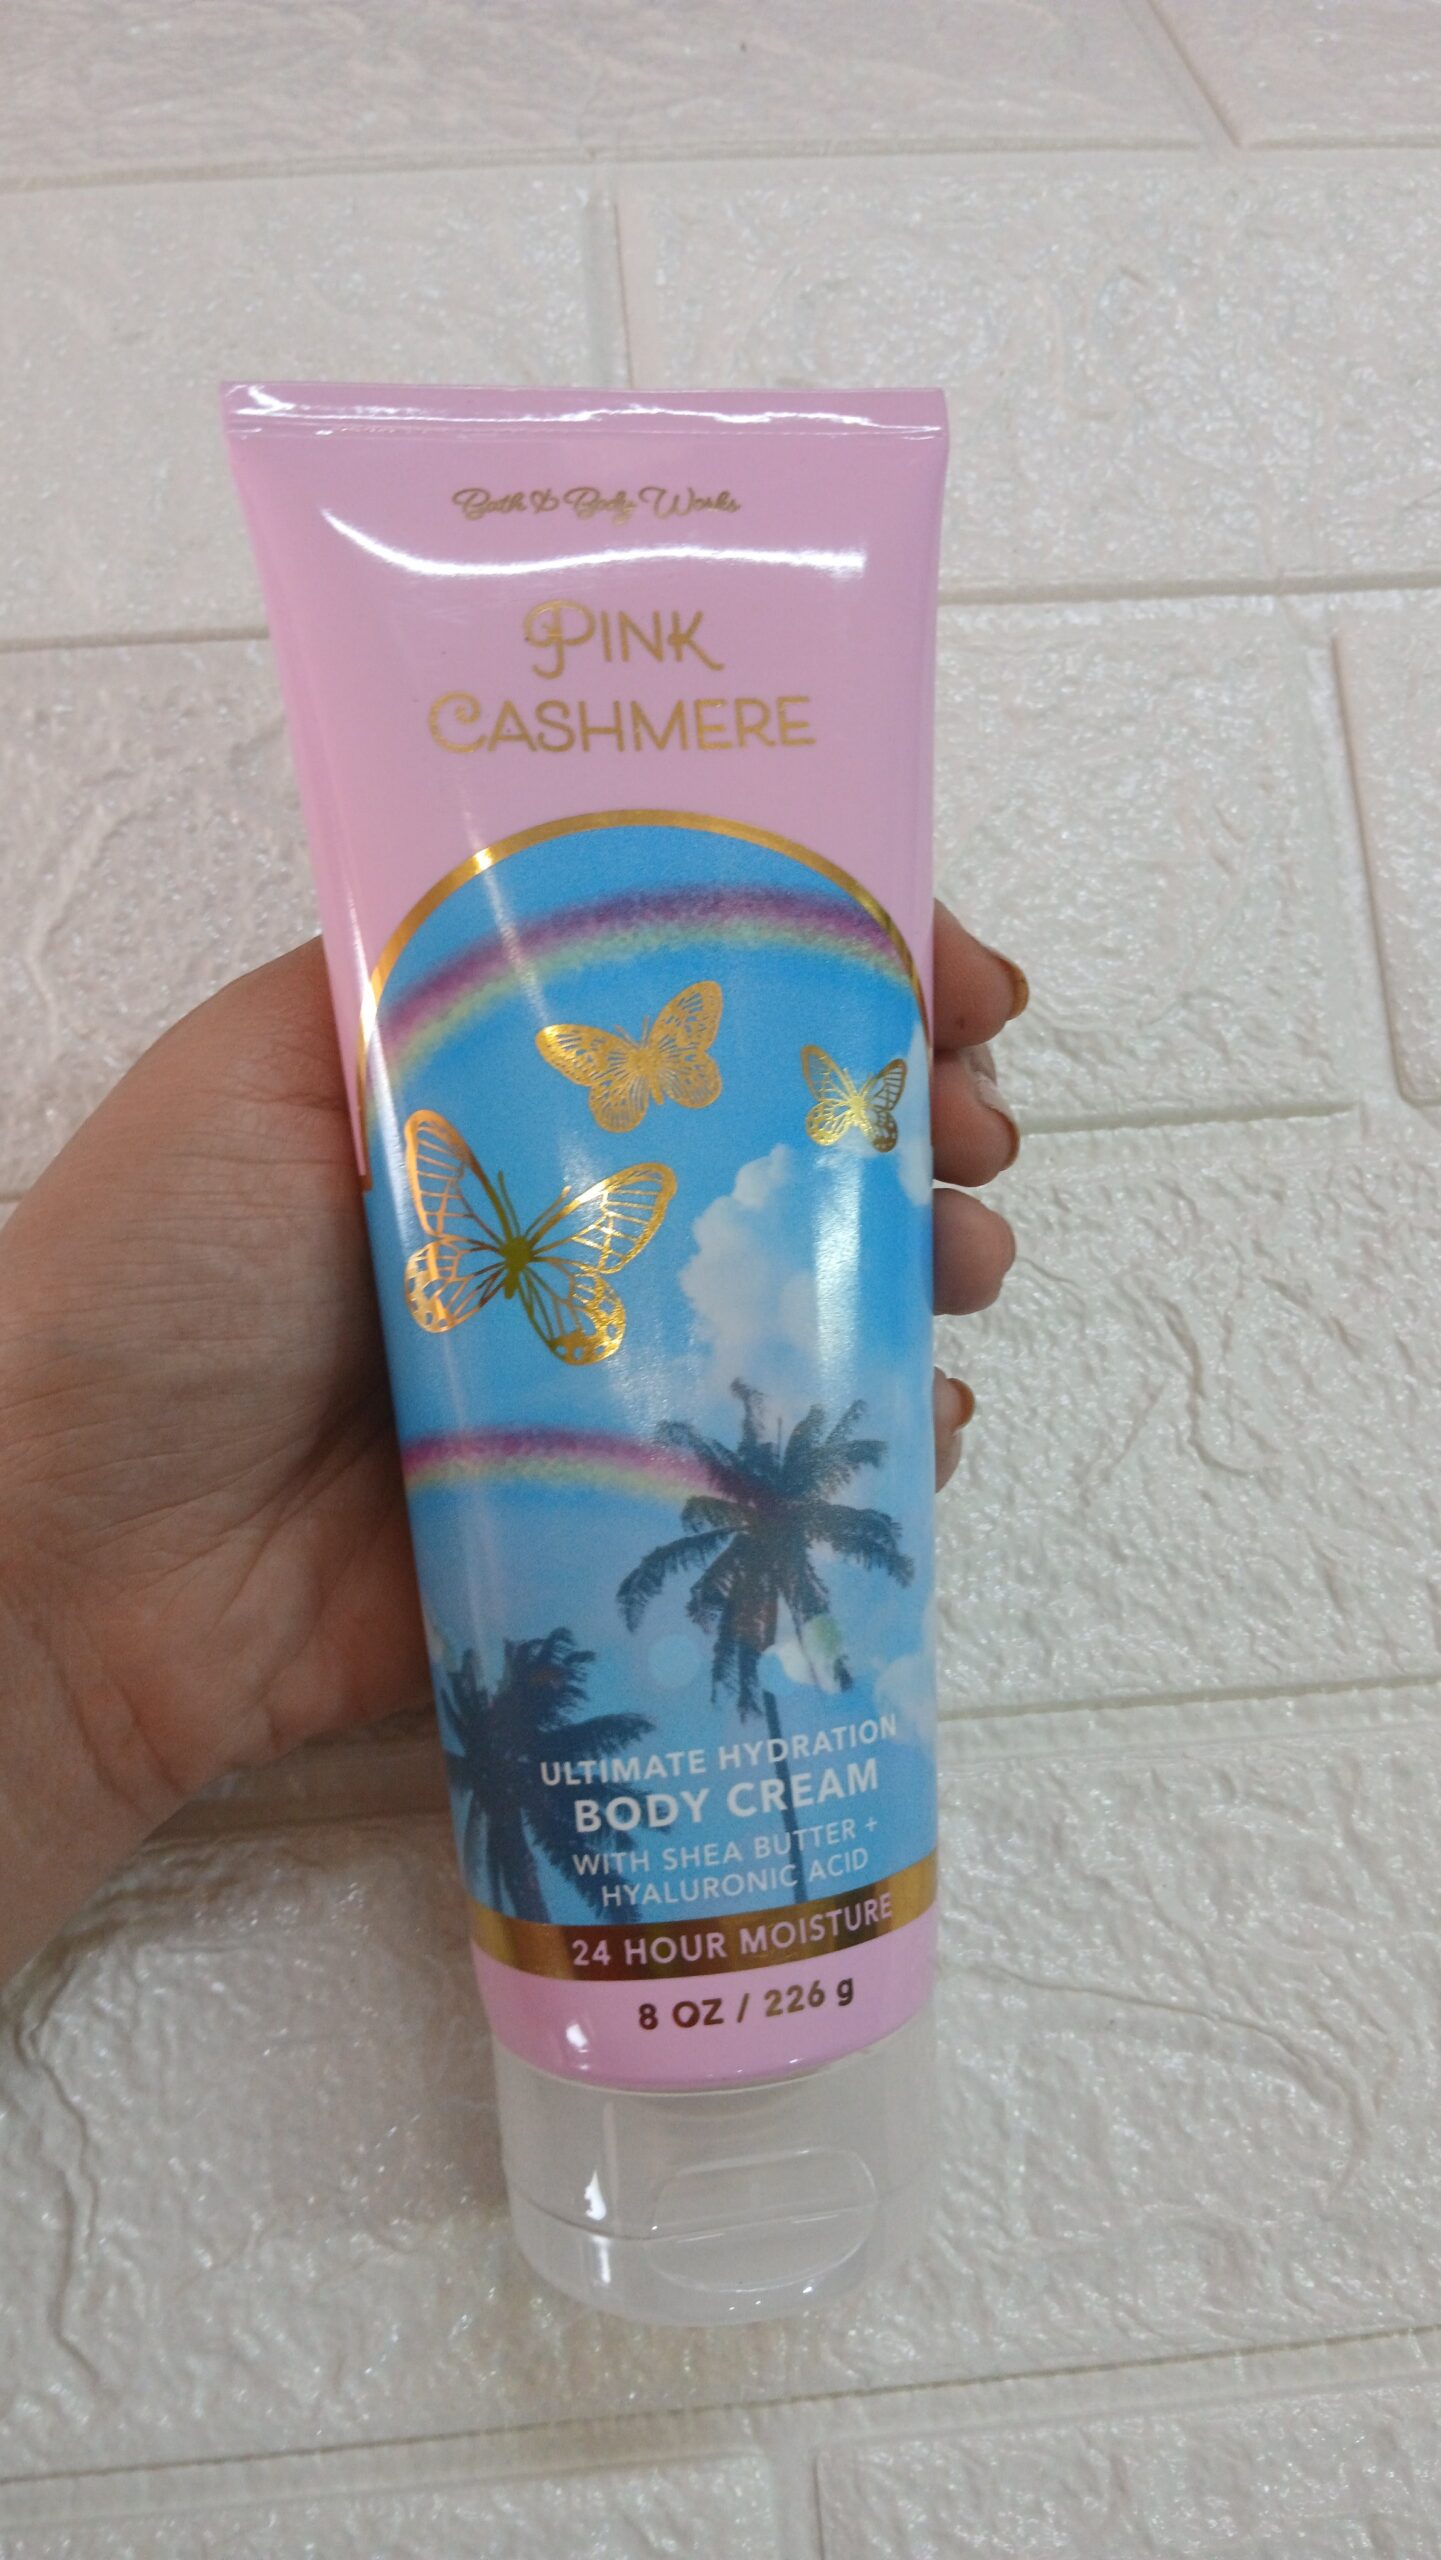 Bath & Body Works
PINK
CASHMERE
ULTIMATE HYDRATION
BODY CREAM
WITH SHEA BUTTER +
HYALURONIC ACID
24 HOUR MOISTURE
8 OZ / 226 g